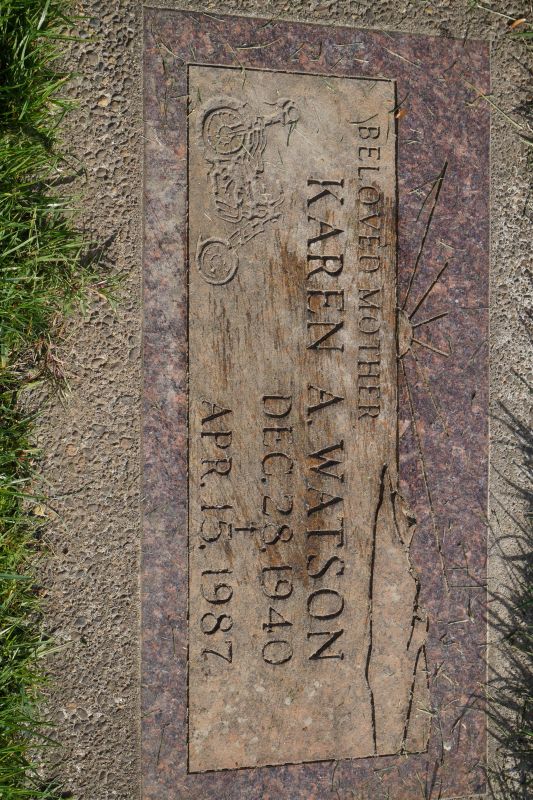 BELOVED MOTHER
KAREN A. WATSON
DEC. 28, 1940
APR. 15, 1987